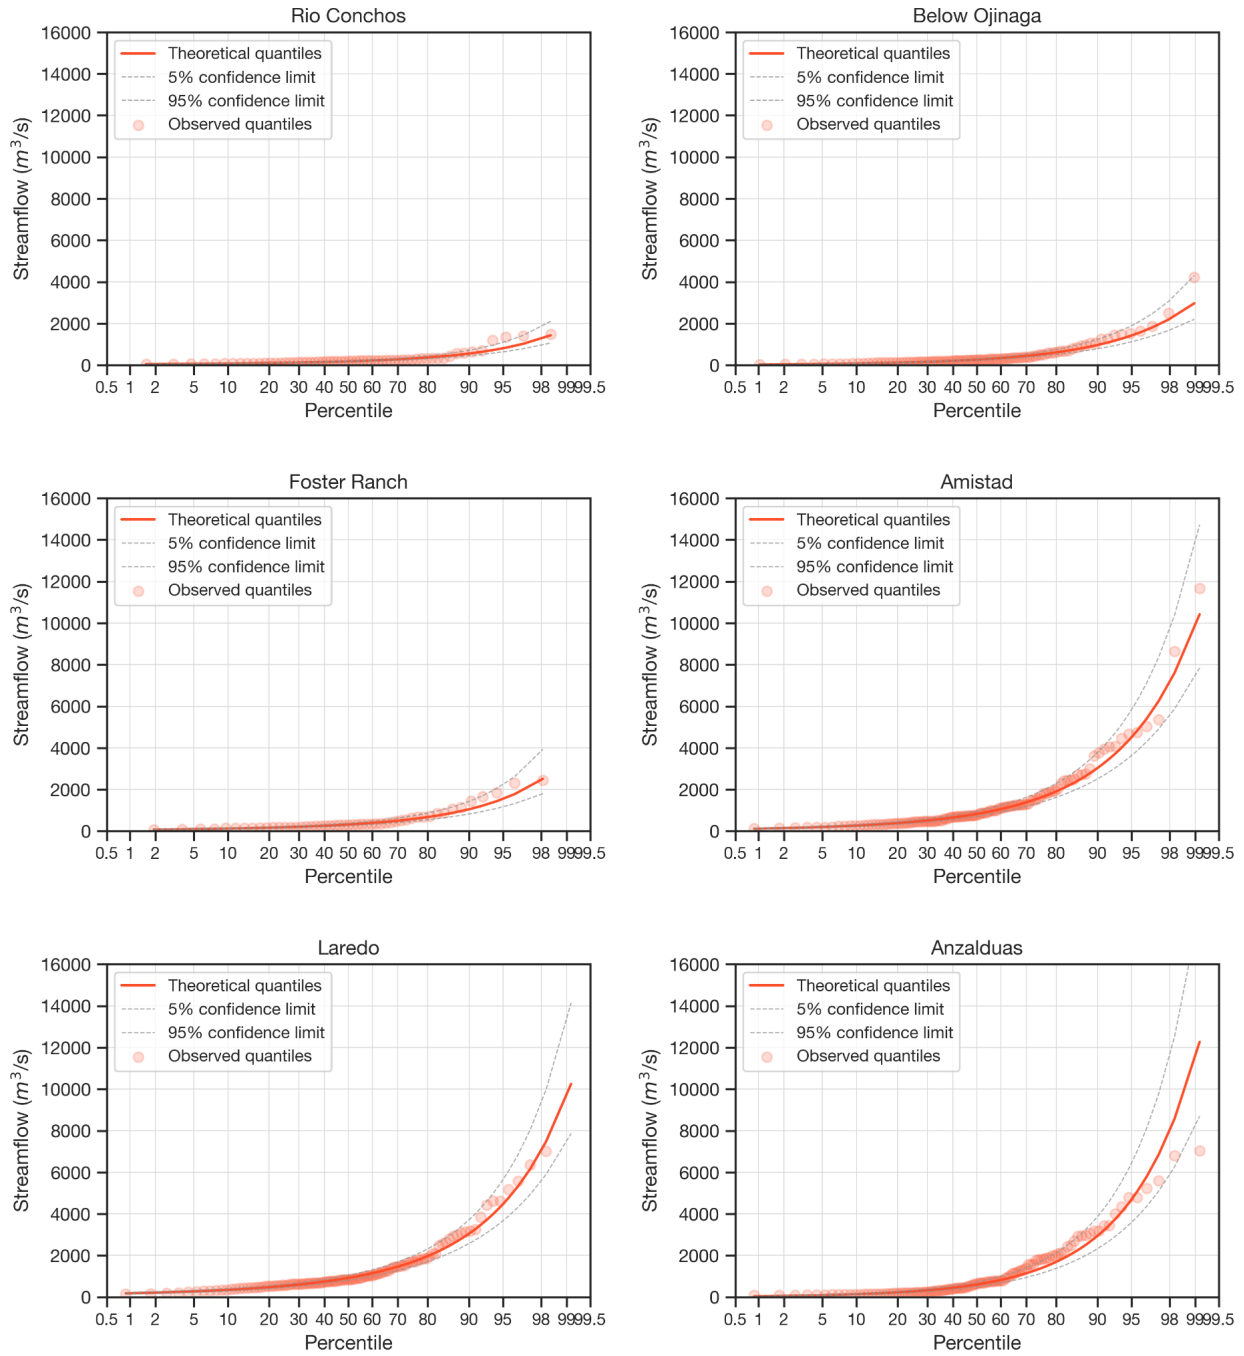 Rio Conchos
16000
14000
12000
10000
8000
6000
4000
2000
0
Streamflow (m³/s)
Theoretical quantiles
5% confidence limit
95% confidence limit
Observed quantiles
0.5 1 2 5 10 20 30 40 50 60 70 80 90 95 98 99 99.5
Percentile
Below Ojinaga
16000
14000
12000
10000
8000
6000
4000
2000
0
Streamflow (m³/s)
Theoretical quantiles
5% confidence limit
95% confidence limit
Observed quantiles
0.5 1 2 5 10 20 30 40 50 60 70 80 90 95 98 99 99.5
Percentile
Foster Ranch
16000
14000
12000
10000
8000
6000
4000
2000
0
Streamflow (m³/s)
Theoretical quantiles
5% confidence limit
95% confidence limit
Observed quantiles
0.5 1 2 5 10 20 30 40 50 60 70 80 90 95 98 99 99.5
Percentile
Amistad
16000
14000
12000
10000
8000
6000
4000
2000
0
Streamflow (m³/s)
Theoretical quantiles
5% confidence limit
95% confidence limit
Observed quantiles
0.5 1 2 5 10 20 30 40 50 60 70 80 90 95 98 99 99.5
Percentile
Laredo
16000
14000
12000
10000
8000
6000
4000
2000
0
Streamflow (m³/s)
Theoretical quantiles
5% confidence limit
95% confidence limit
Observed quantiles
0.5 1 2 5 10 20 30 40 50 60 70 80 90 95 98 99 99.5
Percentile
Anzalduas
16000
14000
12000
10000
8000
6000
4000
2000
0
Streamflow (m³/s)
Theoretical quantiles
5% confidence limit
95% confidence limit
Observed quantiles
0.5 1 2 5 10 20 30 40 50 60 70 80 90 95 98 99 99.5
Percentile